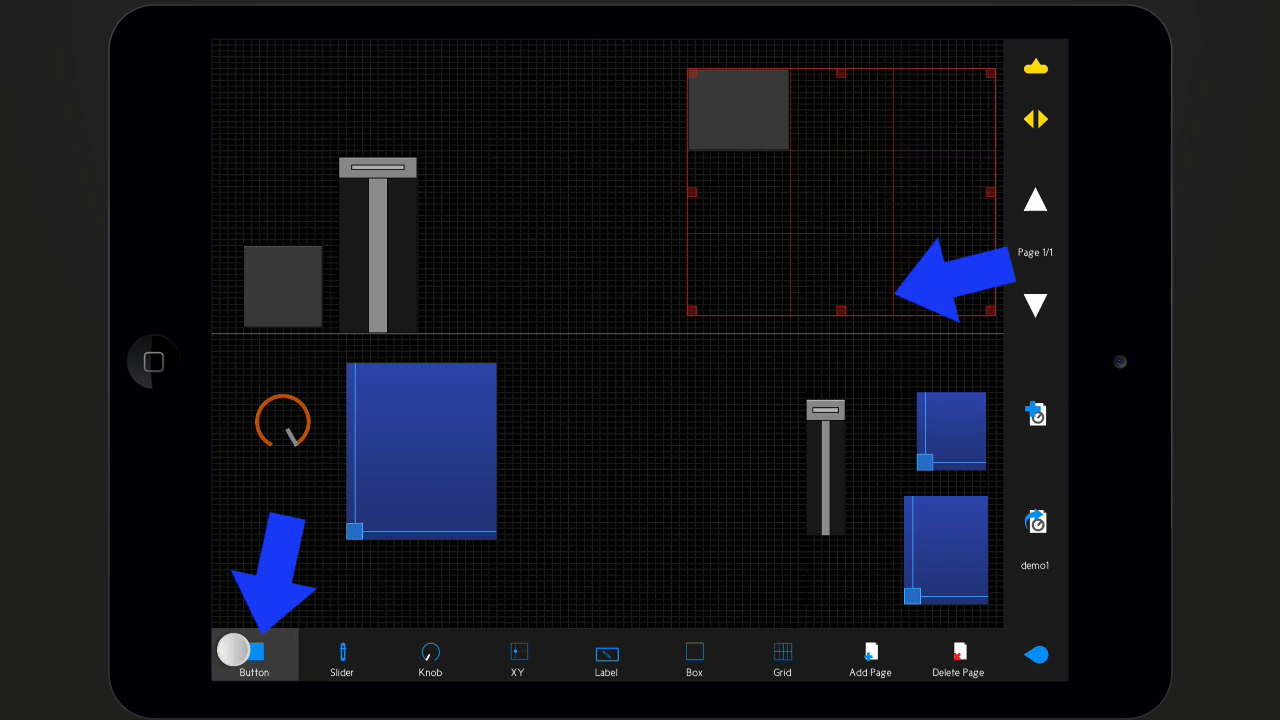 Page 1/1
demo1
Button Slider Knob XY Label Box Grid Add Page Delete Page